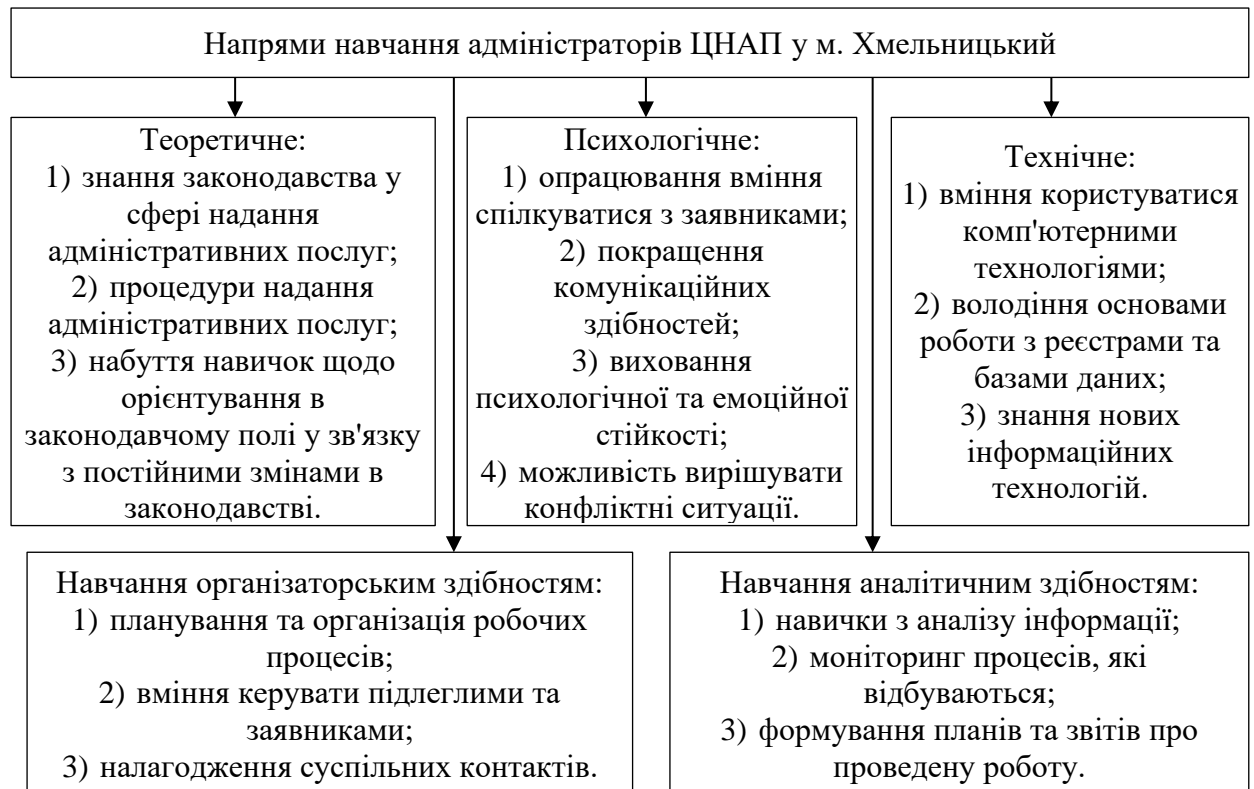 Напрями навчання адміністраторів ЦНАП у м. Хмельницький
Теоретичне:
1) знання законодавства у
сфері надання
адміністративних послуг;
2) процедури надання
адміністративних послуг;
3) набуття навичок щодо
орієнтування в
законодавчому полі у зв'язку
з постійними змінами в
законодавстві.
Психологічне:
1) опрацювання вміння
спілкуватися з заявниками;
2) покращення
комунікаційних
здібностей;
3) виховання
психологічної та емоційної
стійкості;
4) можливість вирішувати
конфліктні ситуації.
Технічне:
1) вміння користуватися
комп'ютерними
технологіями;
2) володіння основами
роботи з реєстрами та
базами даних;
3) знання нових
інформаційних
технологій.
Навчання організаторським здібностям:
1) планування та організація робочих
процесів;
2) вміння керувати підлеглими та
заявниками;
3) налагодження суспільних контактів.
Навчання аналітичним здібностям:
1) навички з аналізу інформації;
2) моніторинг процесів, які
відбуваються;
3) формування планів та звітів про
проведену роботу.